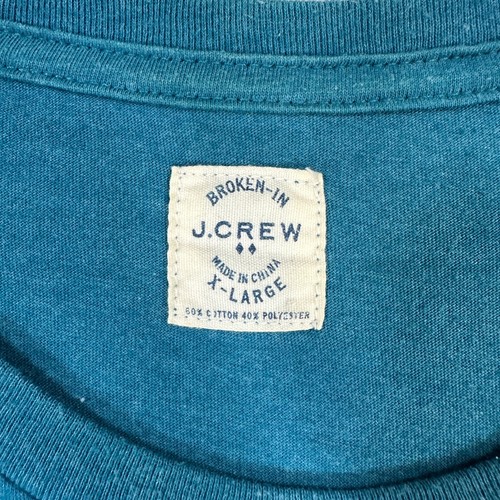 BROKEN-IN
J.CREW
MADE IN CHINA
X-LARGE
60% COTTON 40% POLYESTER